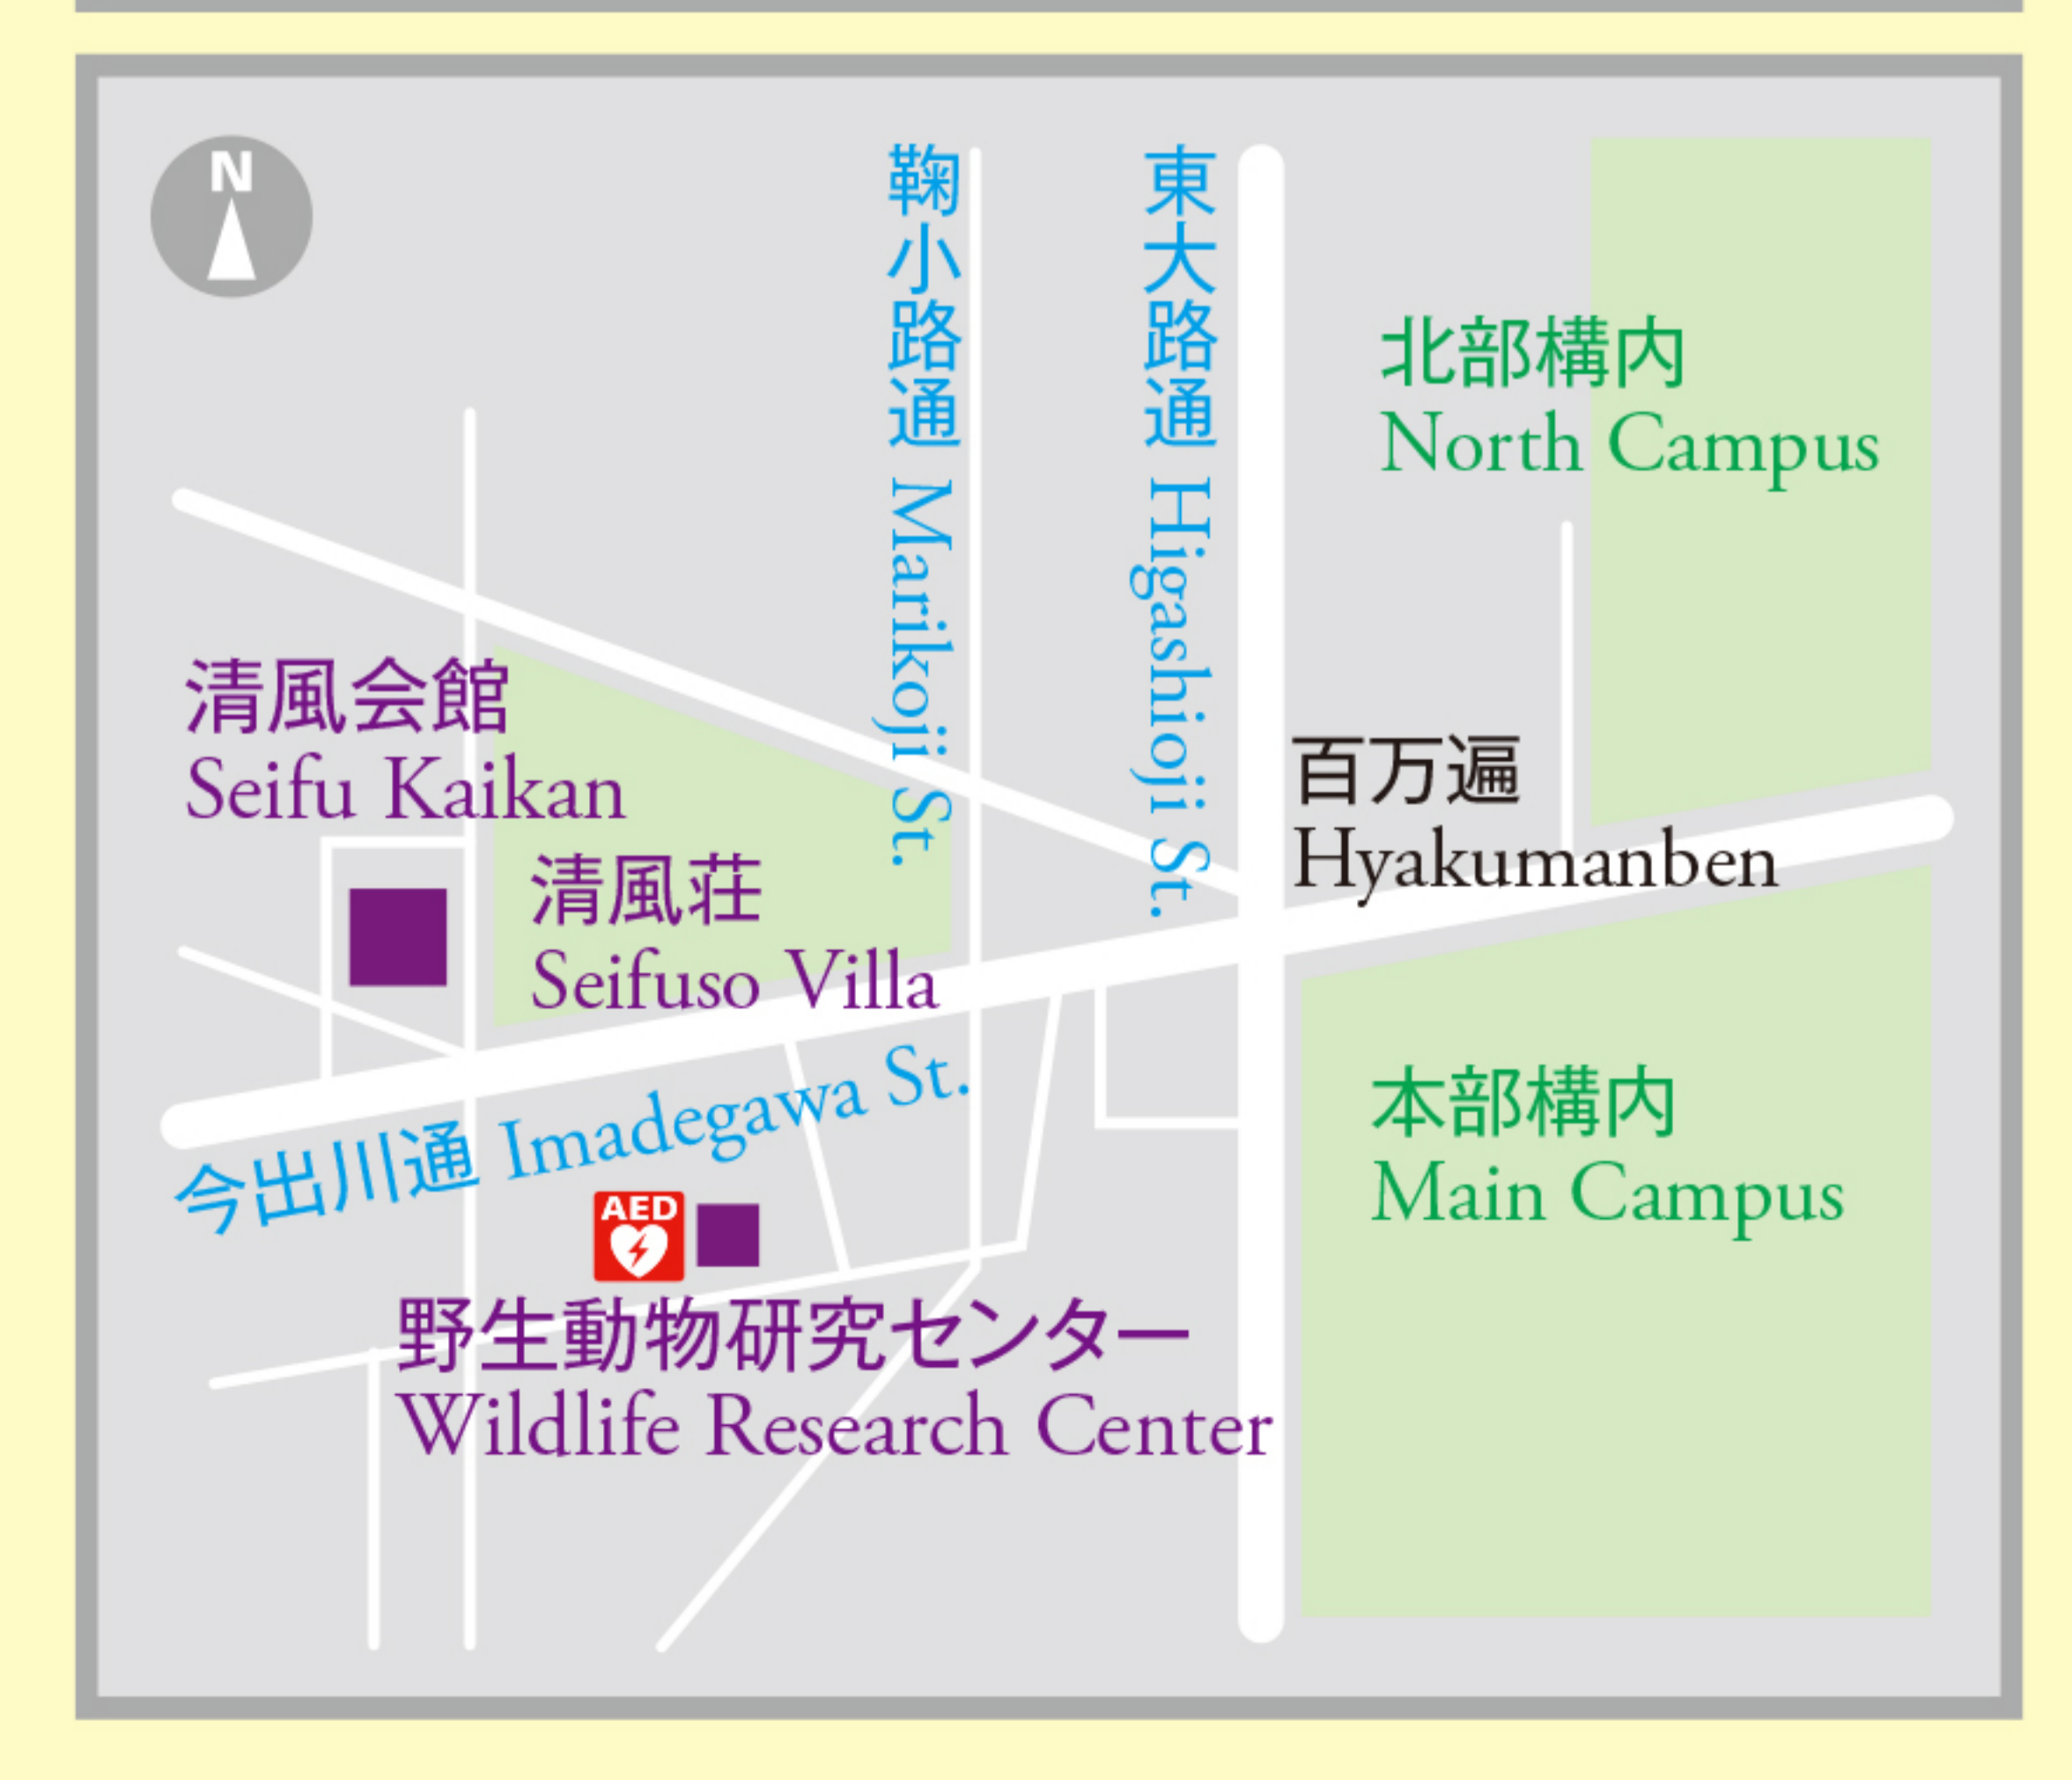 N
鞠小路通 Marikoji St.
東大路通 Higashioji St.
北部構内
North Campus
清風会館
Seifu Kaikan
百万遍
Hyakumanben
清風荘
Seifuso Villa
今出川通 Imadegawa St.
本部構内
Main Campus
AED
野生動物研究センター
Wildlife Research Center